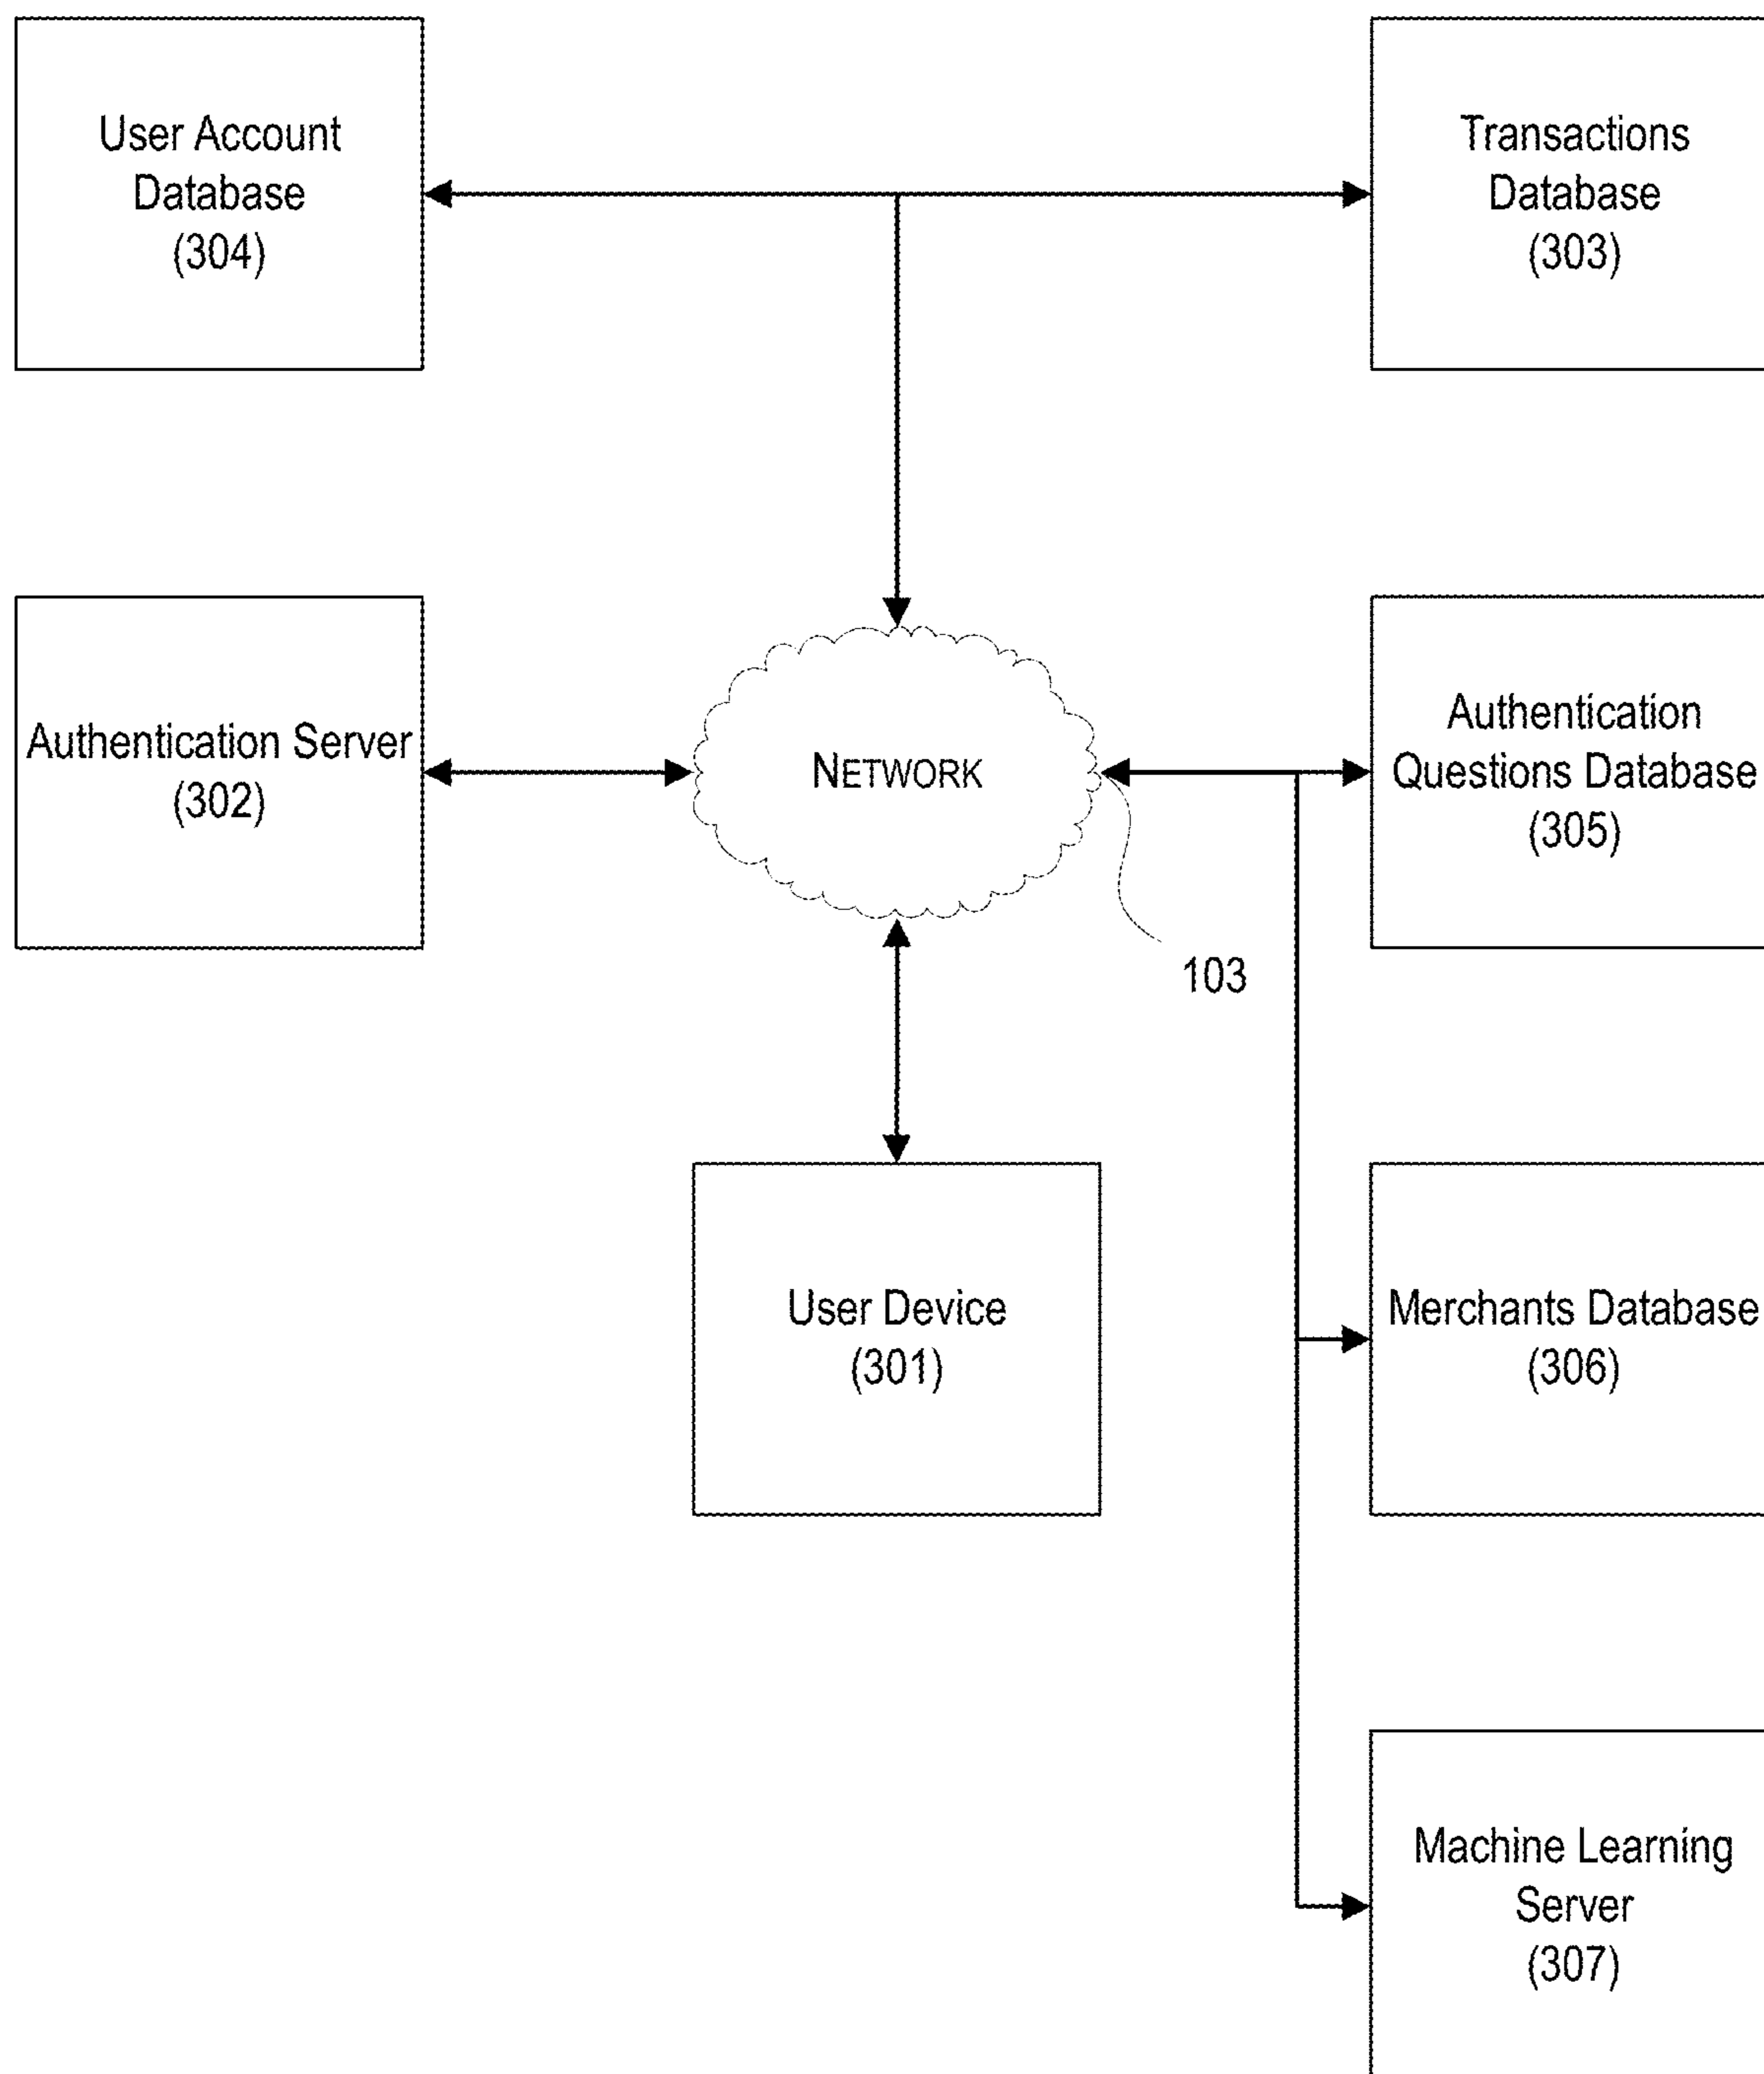 User Account
Database
(304)
Transactions
Database
(303)
Authentication Server
(302)
NETWORK
Authentication
Questions Database
(305)
103
User Device
(301)
Merchants Database
(306)
Machine Learning
Server
(307)